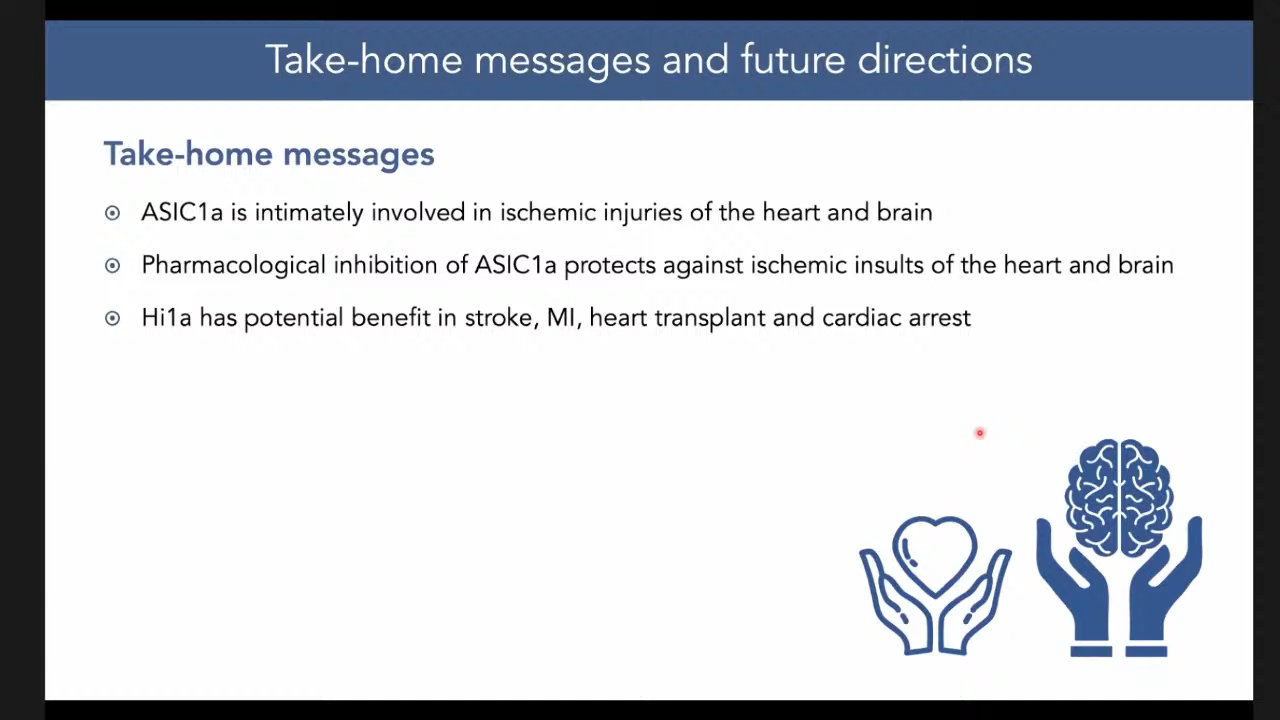 Take-home messages and future directions
Take-home messages
ASIC1a is intimately involved in ischemic injuries of the heart and brain
Pharmacological inhibition of ASIC1a protects against ischemic insults of the heart and brain
Hi1a has potential benefit in stroke, MI, heart transplant and cardiac arrest